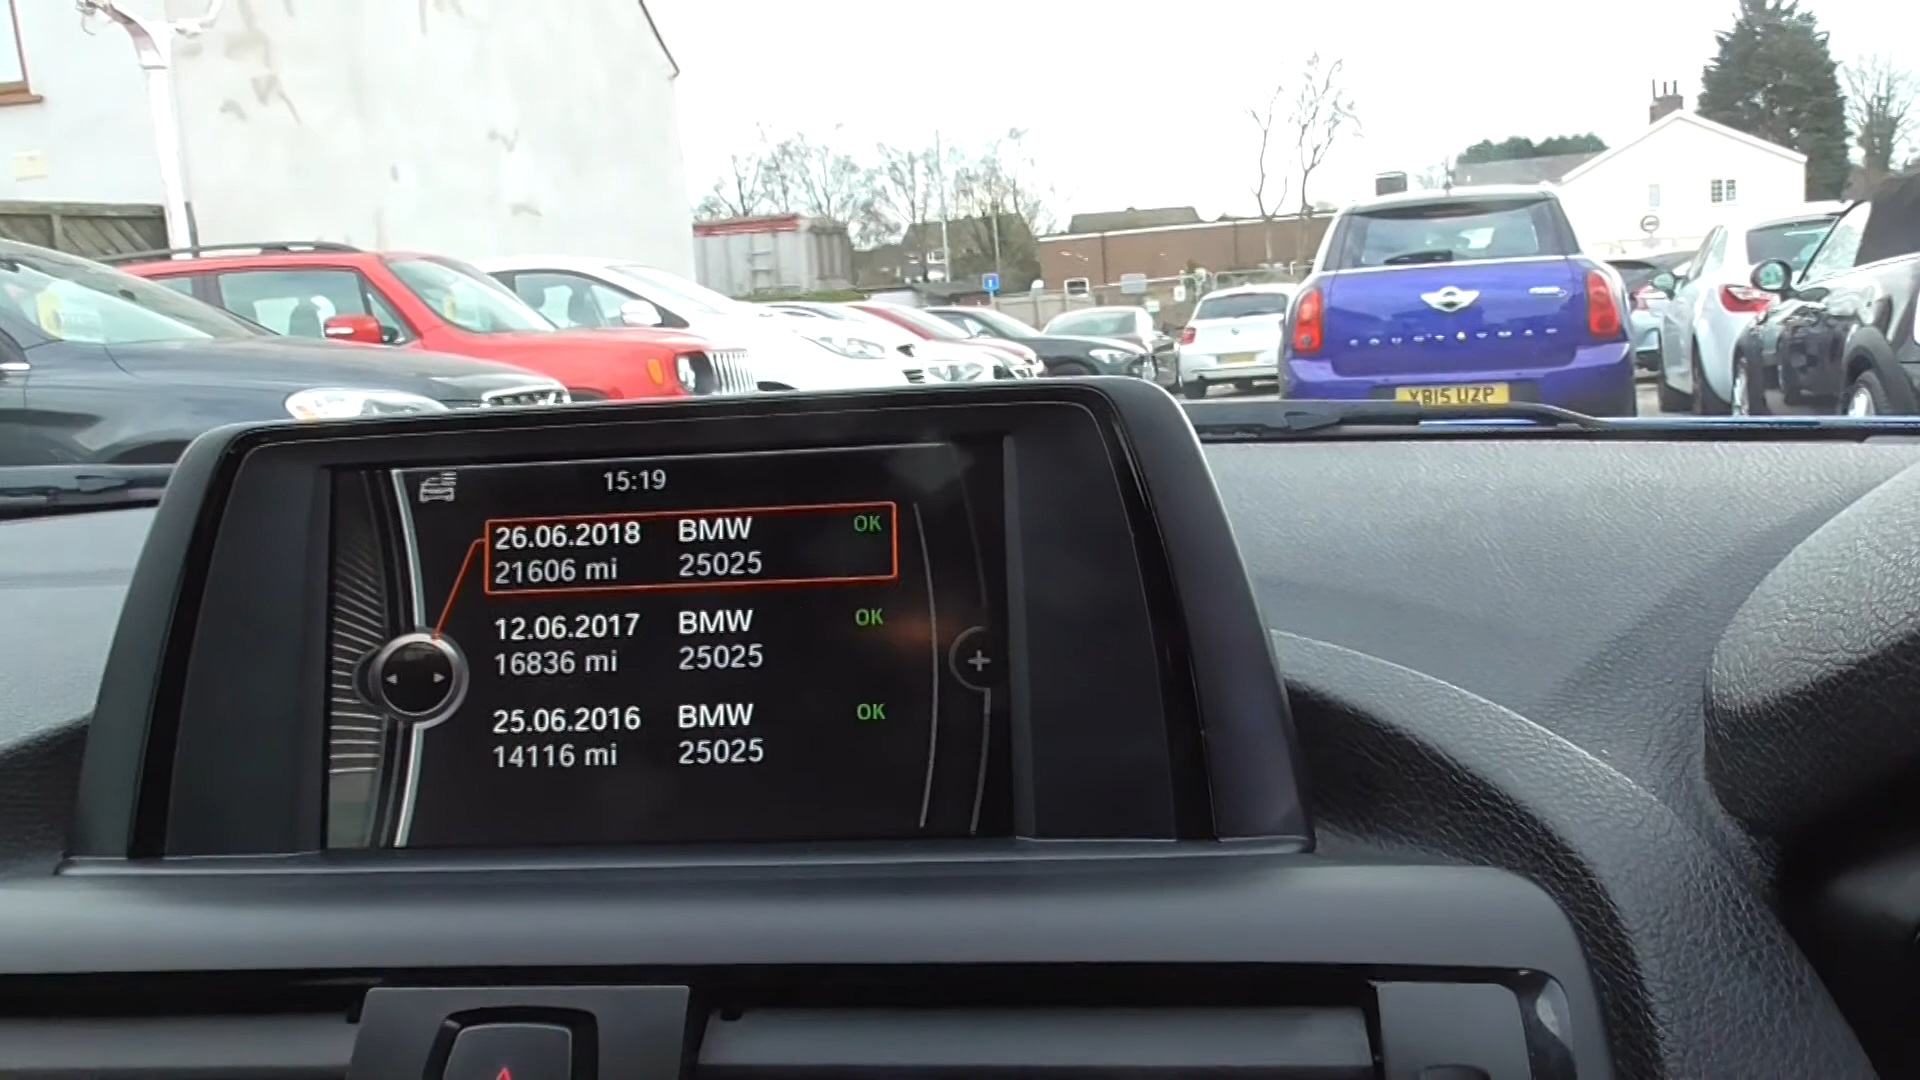 15:19
26.06.2018 BMW OK
21606 mi 25025
12.06.2017 BMW OK
16836 mi 25025
25.06.2016 BMW OK
14116 mi 25025
COUNTRYMAN
YB15 UZP